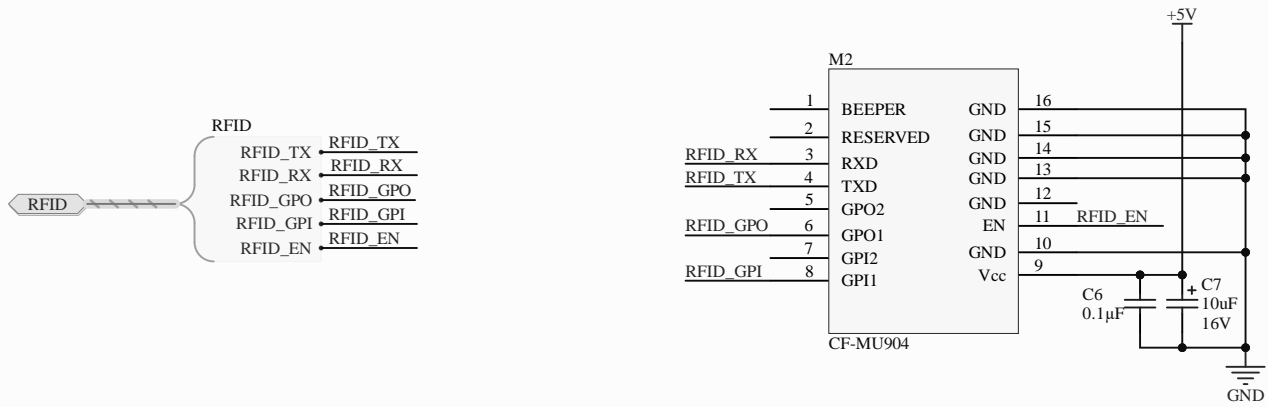 RFID
RFID
RFID_TX RFID_TX
RFID_RX RFID_RX
RFID_GPO RFID_GPO
RFID_GPI RFID_GPI
RFID_EN RFID_EN
+5V
M2
1 BEEPER GND 16
2 RESERVED GND 15
RFID_RX 3 RXD GND 14
RFID_TX 4 TXD GND 13
5 GPO2 GND 12
RFID_GPO 6 GPO1 EN 11 RFID_EN
7 GPI2 GND 10
RFID_GPI 8 GPI1 Vcc 9
CF-MU904
C6
0.1µF
+ C7
10uF
16V
GND